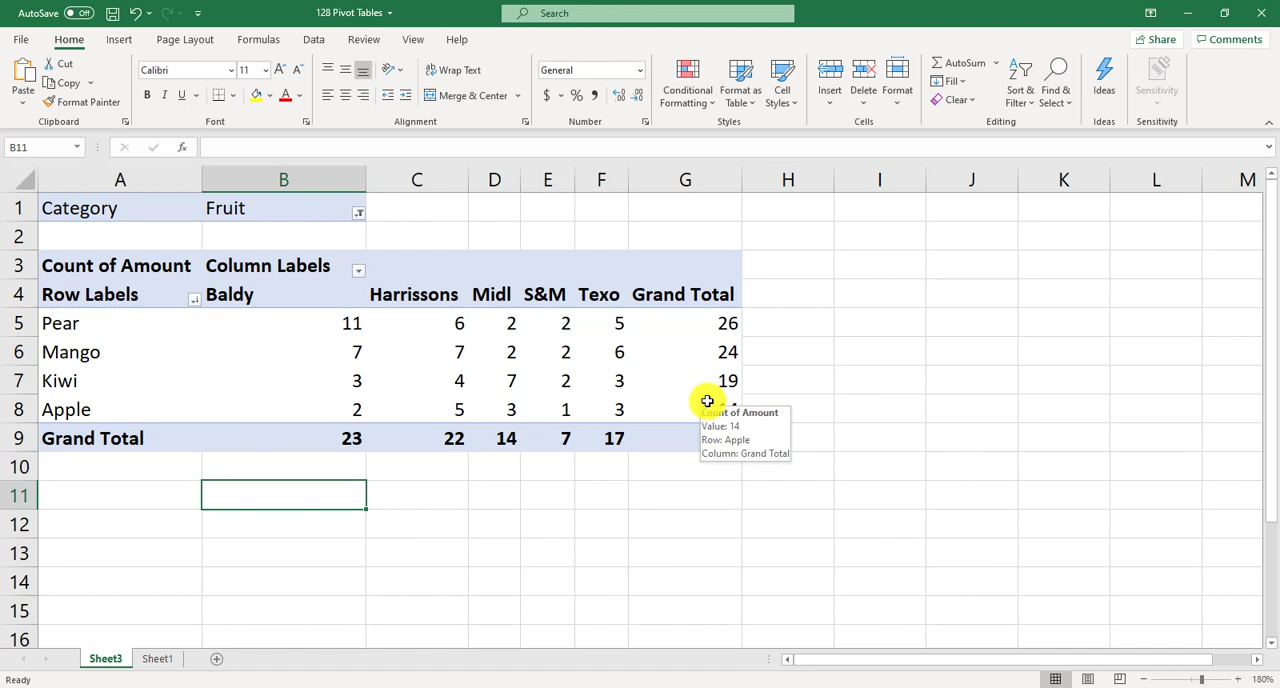 AutoSave Off
128 Pivot Tables
Search
File Home Insert Page Layout Formulas Data Review View Help
Share Comments
Paste
Cut
Copy
Format Painter
Clipboard
Calibri 11
B I U
Font
Wrap Text
Merge & Center
Alignment
General
$ % 9
Number
Conditional Formatting
Format as Table
Cell Styles
Styles
Insert Delete Format
Cells
AutoSum
Fill
Clear
Sort & Filter
Find & Select
Editing
Ideas
Ideas
Sensitivity
Sensitivity
B11 fx
A B C D E F G H I J K L M
1 Category Fruit
2
3 Count of Amount Column Labels
4 Row Labels Baldy Harrissons Midl S&M Texo Grand Total
5 Pear 11 6 2 2 5 26
6 Mango 7 7 2 2 6 24
7 Kiwi 3 4 7 2 3 19
8 Apple 2 5 3 1 3
9 Grand Total 23 22 14 7 17
Count of Amount
Value: 14
Row: Apple
Column: Grand Total
10
11
12
13
14
15
16
Sheet3 Sheet1
Ready
180%